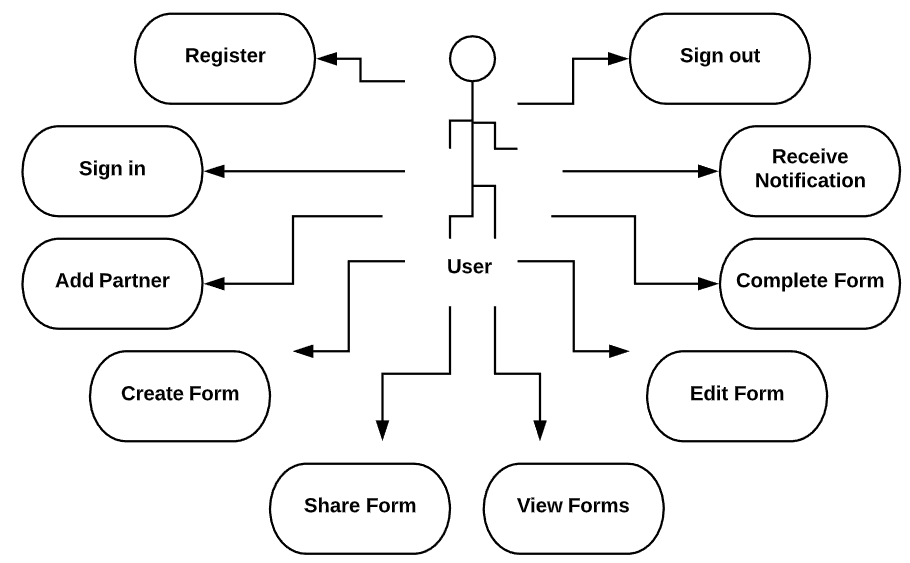 Register
Sign out
Sign in
Receive
Notification
Add Partner
User
Complete Form
Create Form
Edit Form
Share Form
View Forms